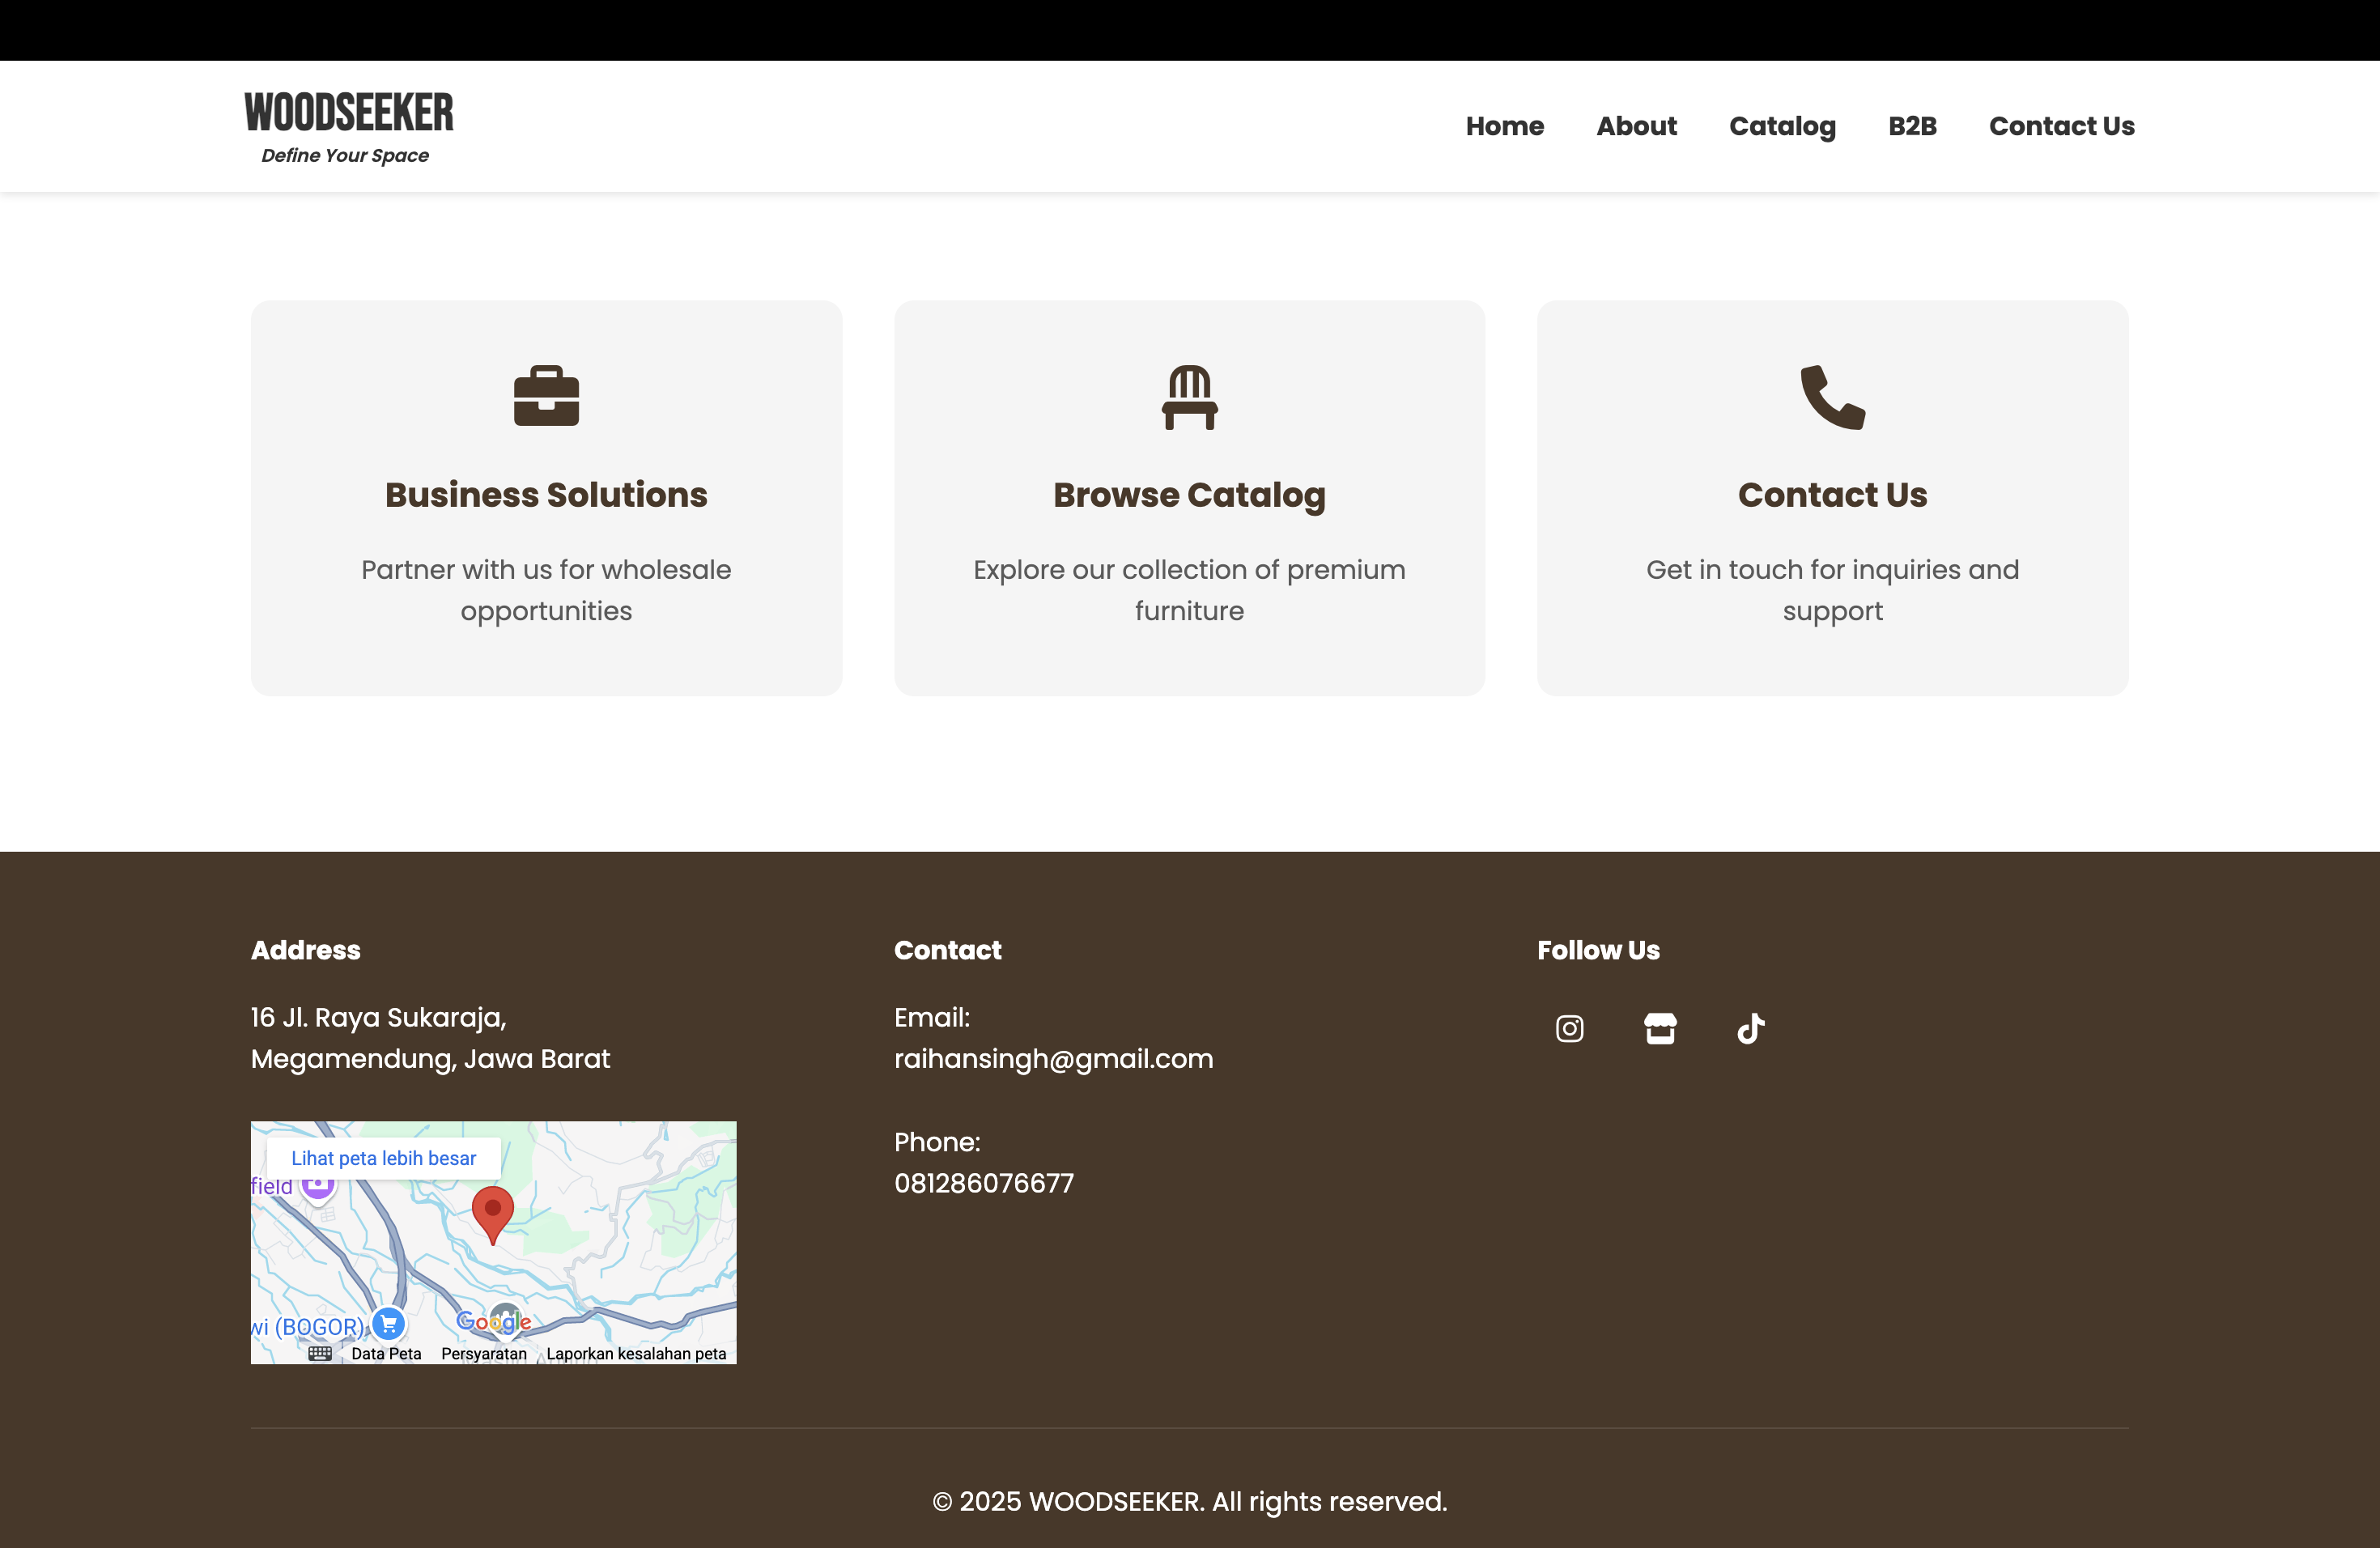 WOODSEEKER
Define Your Space
Home
About
Catalog
B2B
Contact Us
Business Solutions
Partner with us for wholesale
opportunities
Browse Catalog
Explore our collection of premium
furniture
Contact Us
Get in touch for inquiries and
support
Address
16 Jl. Raya Sukaraja,
Megamendung, Jawa Barat
Lihat peta lebih besar
field
wi (BOGOR)
Google
Data Peta
Persyaratan
Laporkan kesalahan peta
Contact
Email:
raihansingh@gmail.com
Phone:
081286076677
Follow Us
© 2025 WOODSEEKER. All rights reserved.